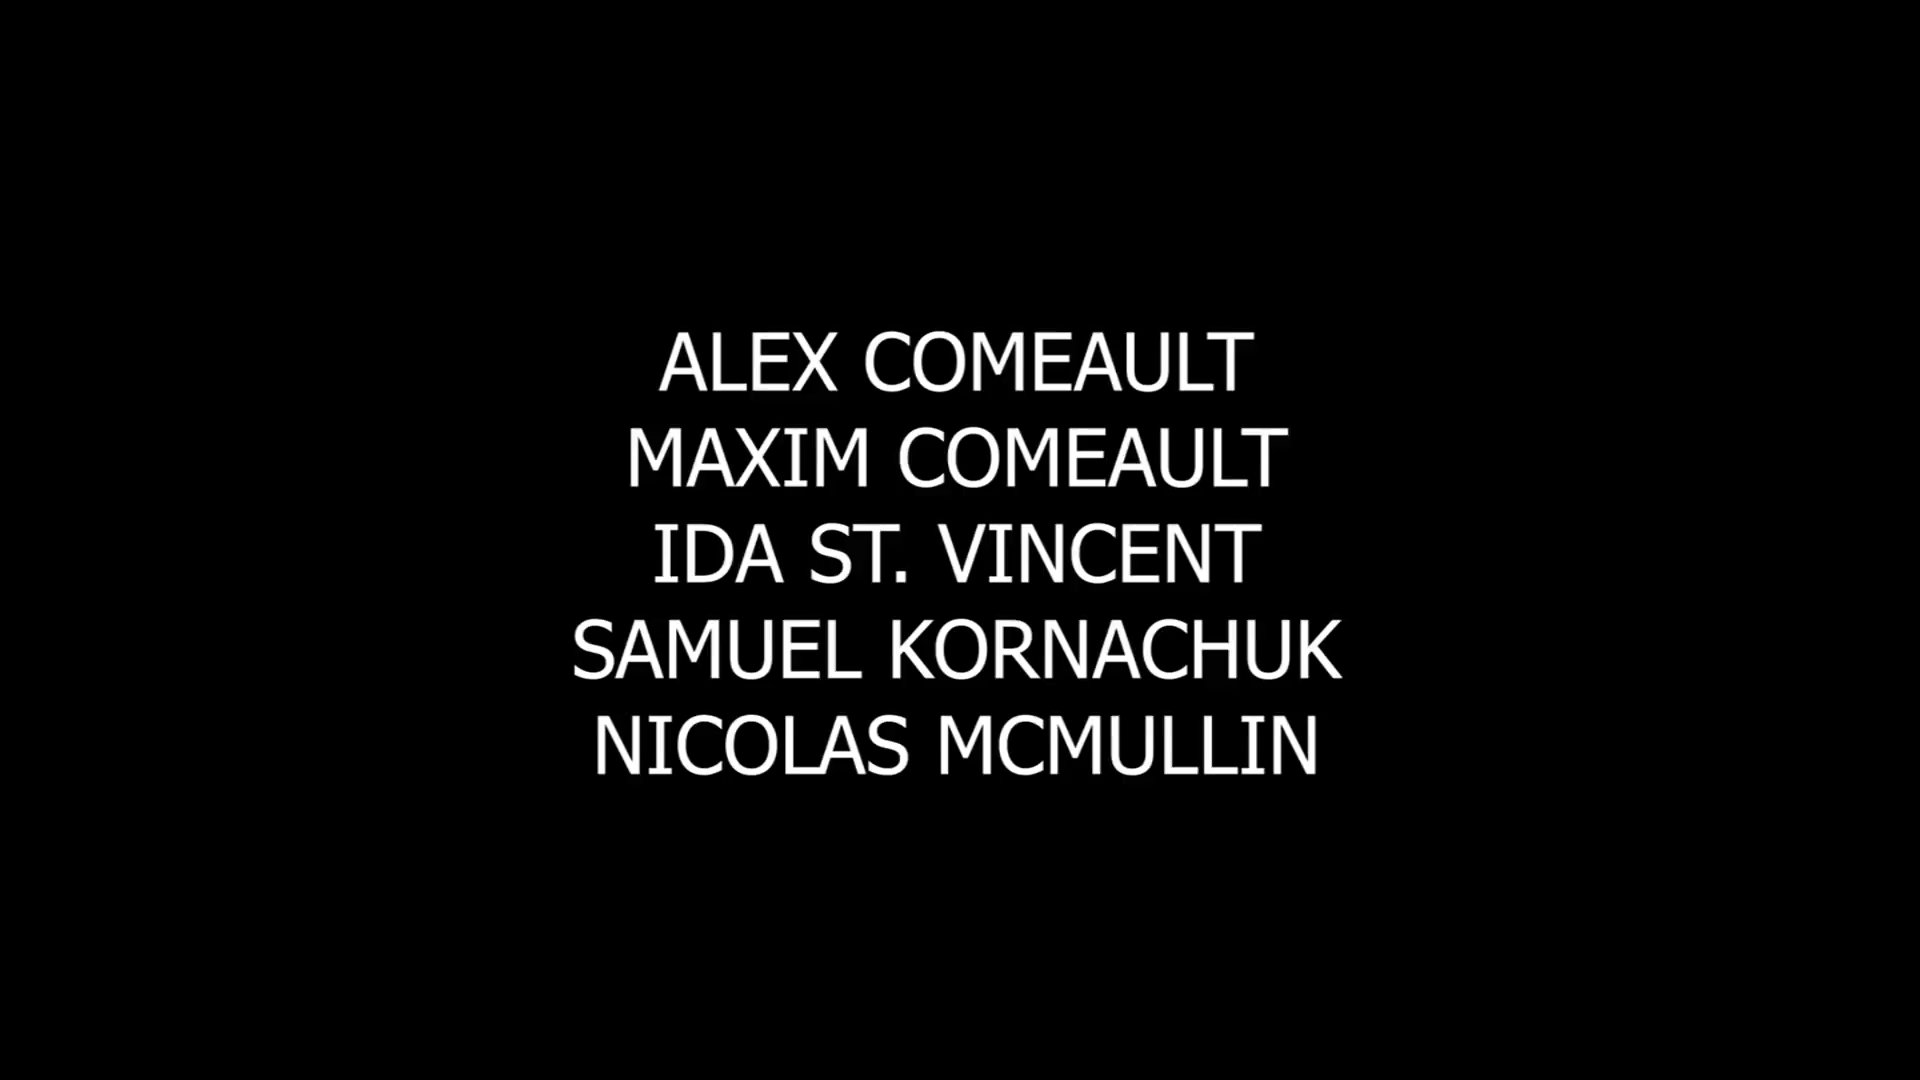 ALEX COMEAULT
MAXIM COMEAULT
IDA ST. VINCENT
SAMUEL KORNACHUK
NICOLAS MCMULLIN